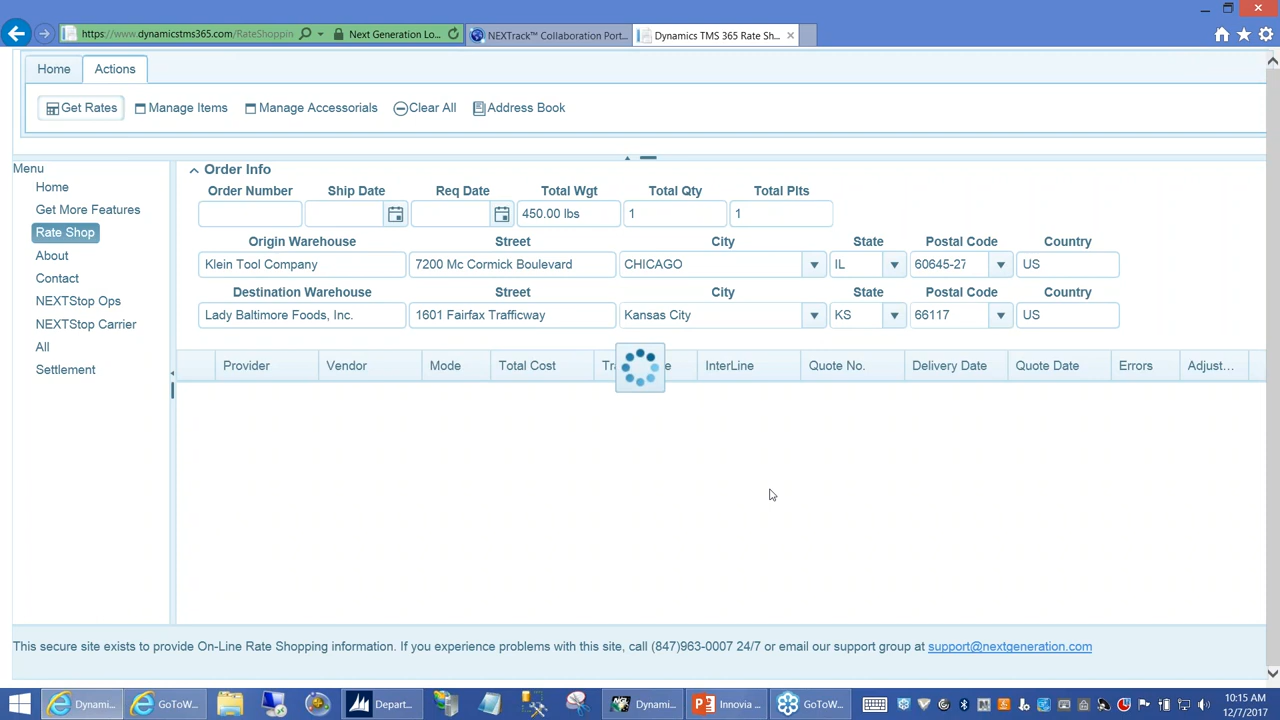 https://www.dynamicstms365.com/RateShoppin
Next Generation Lo...
NEXTrack™ Collaboration Port...
Dynamics TMS 365 Rate Sh...
Home
Actions
Get Rates
Manage Items
Manage Accessorials
Clear All
Address Book
Menu
Home
Get More Features
Rate Shop
About
Contact
NEXTStop Ops
NEXTStop Carrier
All
Settlement
Order Info
Order Number Ship Date Req Date Total Wgt Total Qty Total Plts
450.00 lbs 1 1
Origin Warehouse Street City State Postal Code Country
Klein Tool Company 7200 Mc Cormick Boulevard CHICAGO IL 60645-27 US
Destination Warehouse Street City State Postal Code Country
Lady Baltimore Foods, Inc. 1601 Fairfax Trafficway Kansas City KS 66117 US
Provider Vendor Mode Total Cost InterLine Quote No. Delivery Date Quote Date Errors Adjust...
This secure site exists to provide On-Line Rate Shopping information. If you experience problems with this site, call (847)963-0007 24/7 or email our support group at support@nextgeneration.com
Dynami... GoToW... Depart... Dynami... Innovia ... GoToW...
10:15 AM
12/7/2017